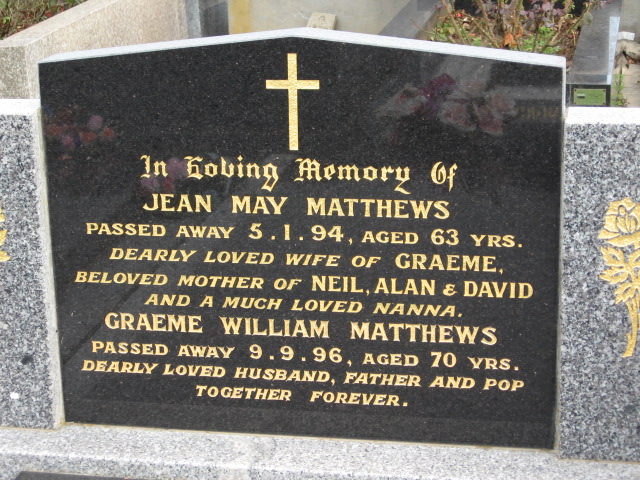 In Loving Memory Of
JEAN MAY MATTHEWS
PASSED AWAY 5.1.94, AGED 63 YRS.
DEARLY LOVED WIFE OF GRAEME,
BELOVED MOTHER OF NEIL, ALAN & DAVID
AND A MUCH LOVED NANNA.
GRAEME WILLIAM MATTHEWS
PASSED AWAY 9.9.96, AGED 70 YRS.
DEARLY LOVED HUSBAND, FATHER AND POP
TOGETHER FOREVER.